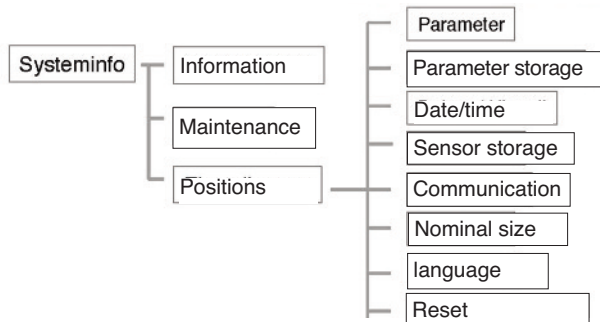 Parameter
Systeminfo
Information
Parameter storage
Maintenance
Date/time
Sensor storage
Positions
Communication
Nominal size
language
Reset